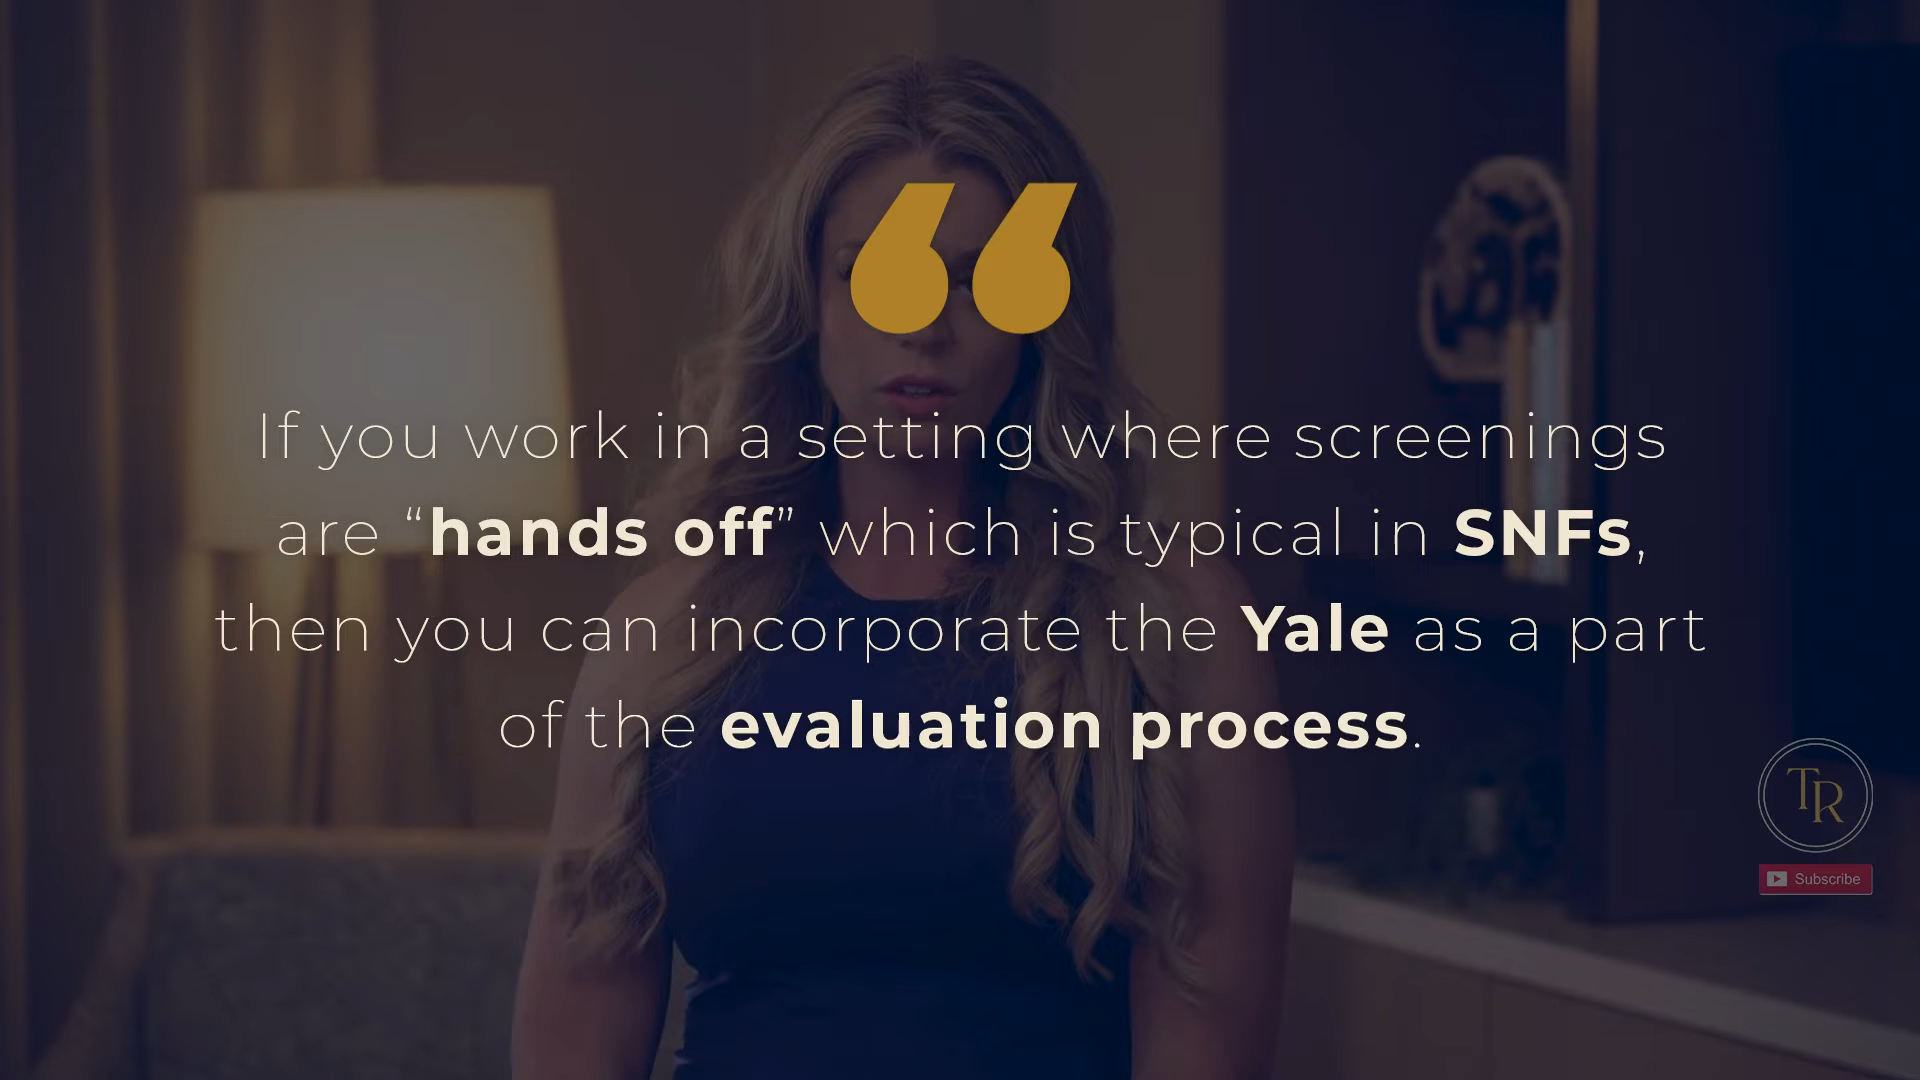 “
If you work in a setting where screenings
are “hands off” which is typical in SNFs,
then you can incorporate the Yale as a part
of the evaluation process.
TR
Subscribe